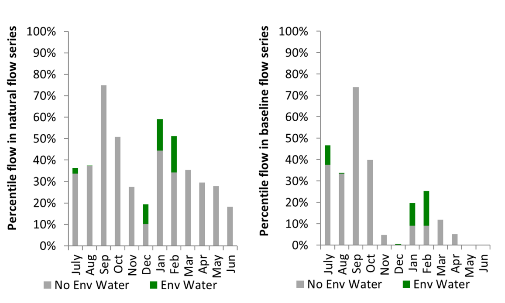 Percentile flow in natural flow series
100%
90%
80%
70%
60%
50%
40%
30%
20%
10%
0%
July
Aug
Sep
Oct
Nov
Dec
Jan
Feb
Mar
Apr
May
Jun
No Env Water
Env Water
Percentile flow in baseline flow series
100%
90%
80%
70%
60%
50%
40%
30%
20%
10%
0%
July
Aug
Sep
Oct
Nov
Dec
Jan
Feb
Mar
Apr
May
Jun
No Env Water
Env Water